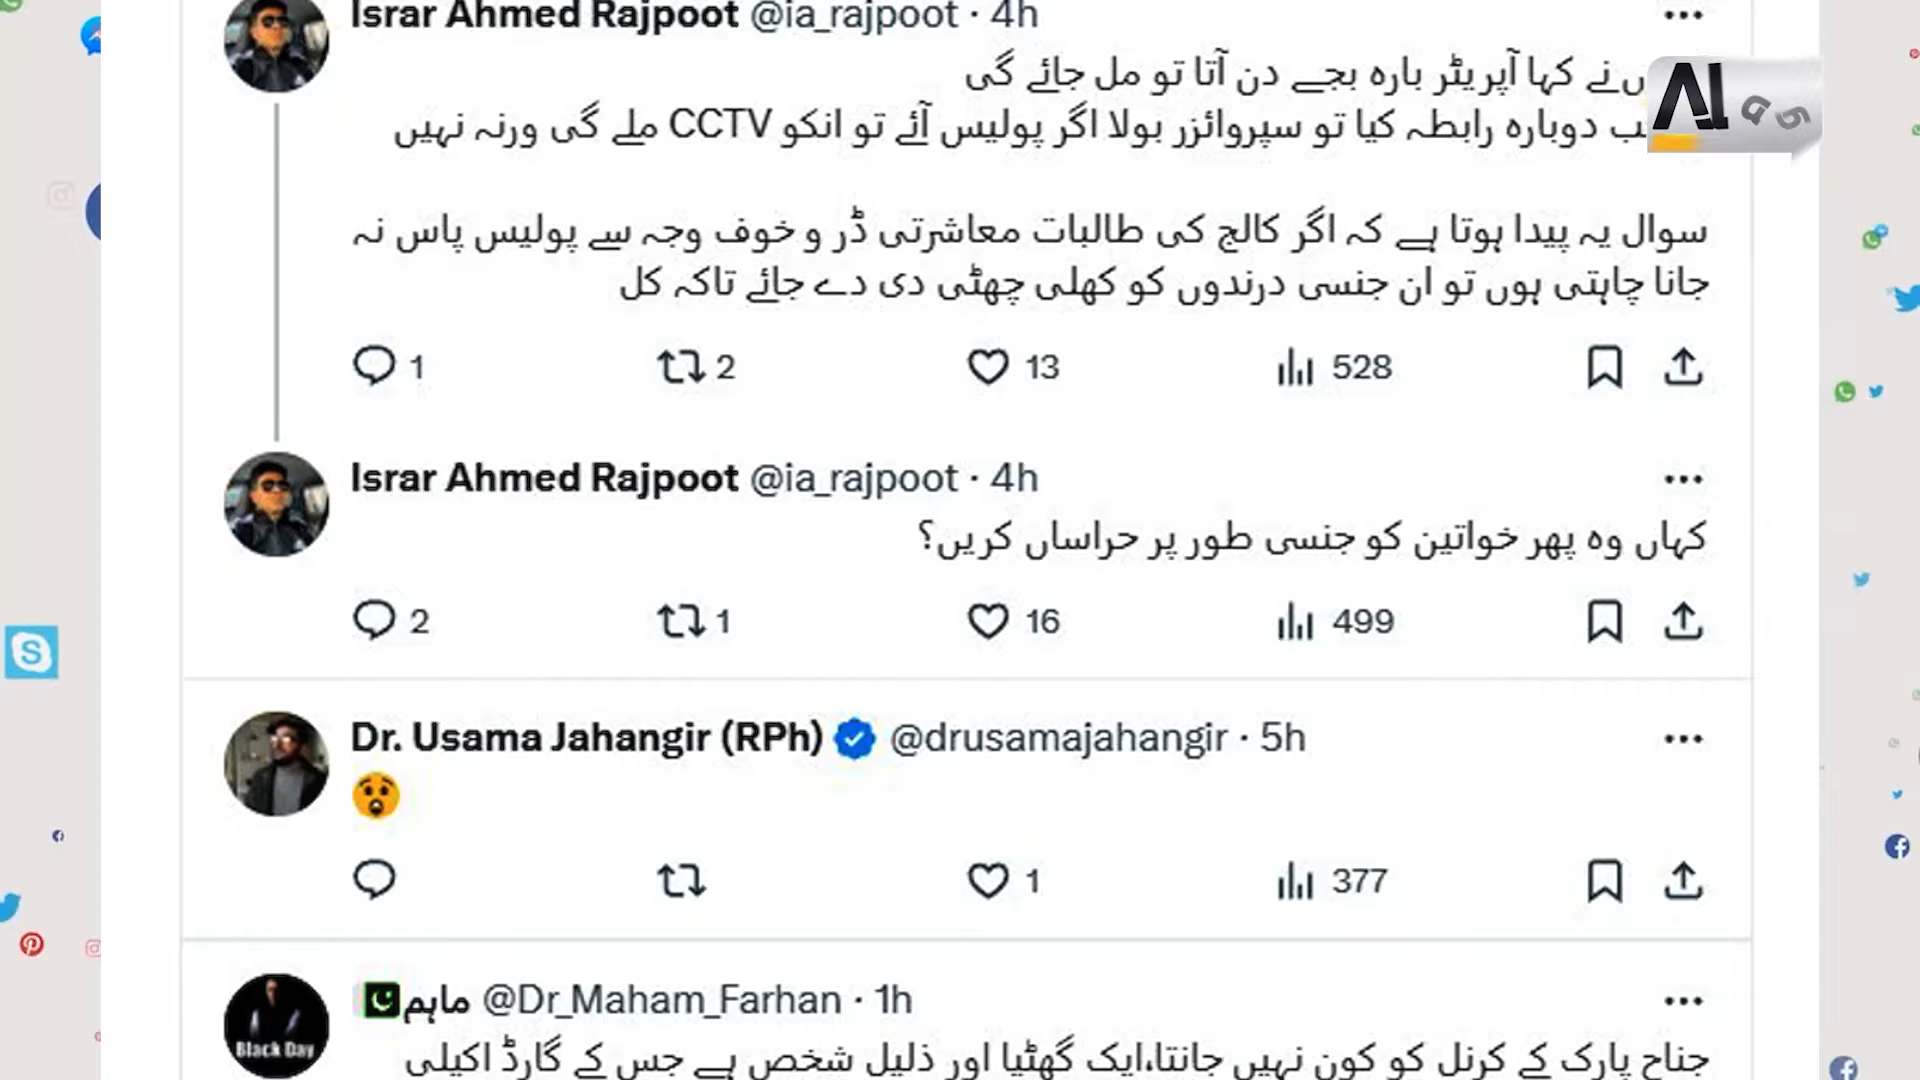 Israr Ahmed Rajpoot @ia_rajpoot · 4h
نے کہا آپریٹر بارہ بجے دن آتا تو مل جائے گی
دوبارہ رابطہ کیا تو سپروائزر بولا اگر پولیس آئے تو انکو CCTV ملے گی ورنہ نہیں
سوال یہ پیدا ہوتا ہے کہ اگر کالج کی طالبات معاشرتی ڈر و خوف وجہ سے پولیس پاس نہ
جانا چاہتی ہوں تو ان جنسی درندوں کو کھلی چھٹی دی دے جائے تاکہ کل
1 2 13 528
Israr Ahmed Rajpoot @ia_rajpoot · 4h
کہاں وہ پھر خواتین کو جنسی طور پر حراساں کریں؟
2 1 16 499
Dr. Usama Jahangir (RPh) @drusamajahangir · 5h
1 377
ماہم @Dr_Maham_Farhan · 1h
Black Day
جناح پارک کے کرنل کو کون نہیں جانتا،ایک گھٹیا اور ذلیل شخص ہے جس کے گارڈ اکیلی